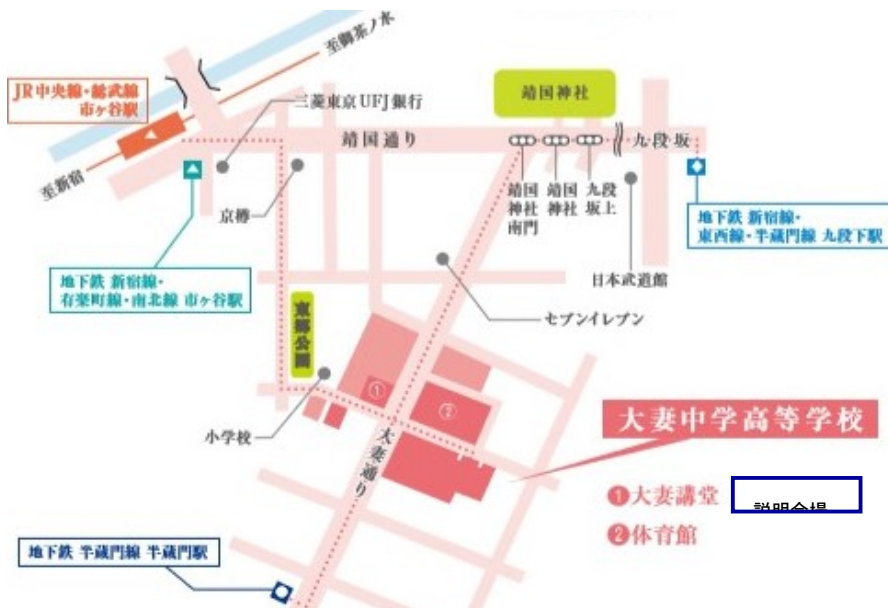 至御茶ノ水
JR中央線・総武線
市ヶ谷駅
三菱東京UFJ銀行
靖国神社
靖国通り
九段坂
至新宿
京樽
靖国
神社
南門
靖国
神社
九段
坂上
地下鉄 新宿線・
東西線・半蔵門線 九段下駅
地下鉄 新宿線・
有楽町線・南北線 市ヶ谷駅
日本武道館
東郷公園
セブンイレブン
①
②
小学校
大妻通り
大妻中学高等学校
❶大妻講堂
説明会場
❷体育館
地下鉄 半蔵門線 半蔵門駅